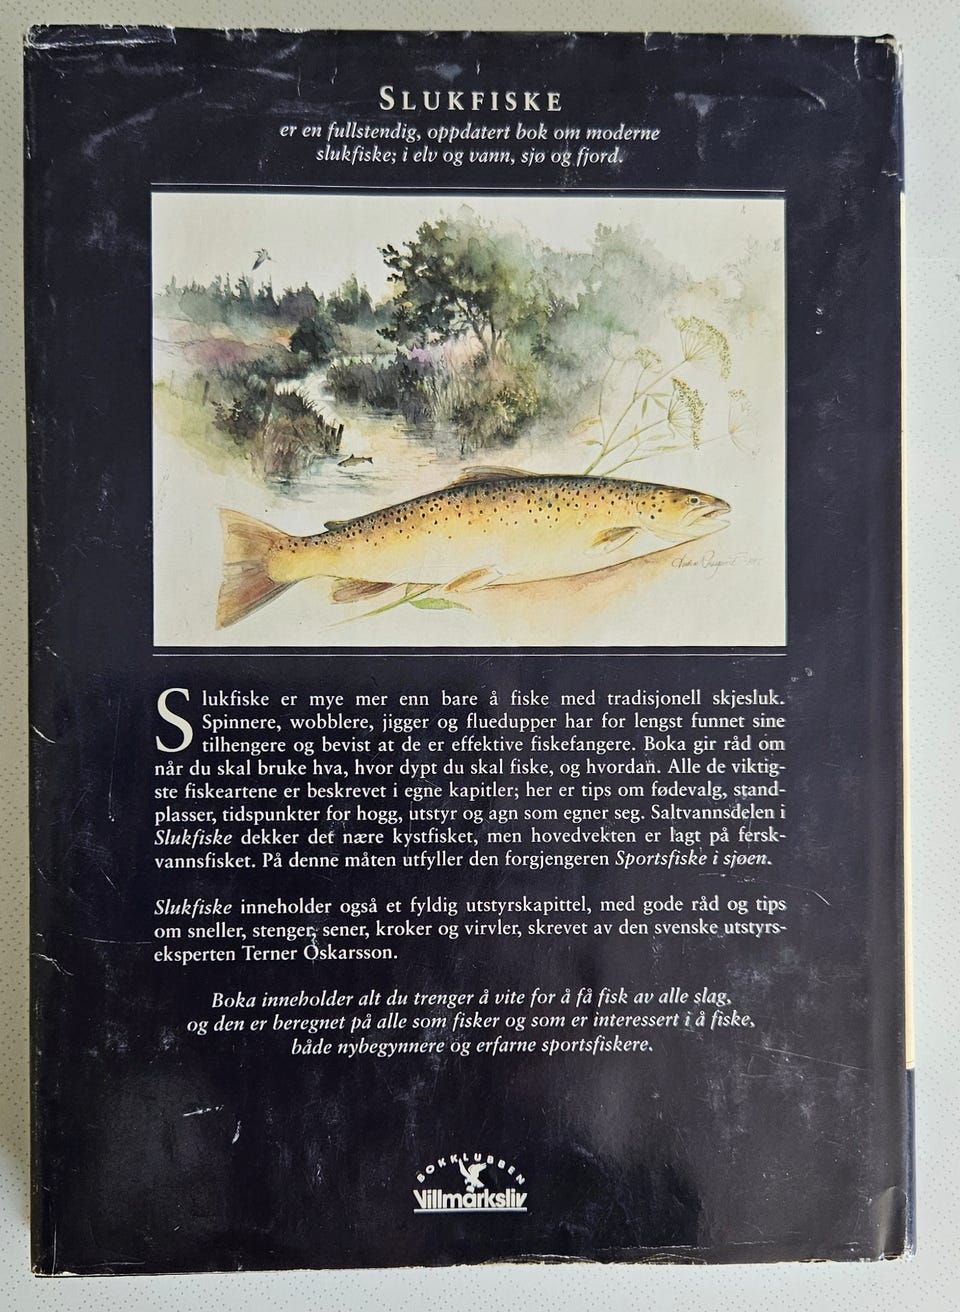 SLUKFISKE
er en fullstendig, oppdatert bok om moderne
slukfiske; i elv og vann, sjø og fjord.
Slukfiske er mye mer enn bare å fiske med tradisjonell skjesluk.
Spinnere, wobblere, jigger og fluedupper har for lengst funnet sine
tilhengere og bevist at de er effektive fiskefangere. Boka gir råd om
når du skal bruke hva, hvor dypt du skal fiske, og hvordan. Alle de viktig-
ste fiskeartene er beskrevet i egne kapitler; her er tips om fødevalg, stand-
plasser, tidspunkter for hogg, utstyr og agn som egner seg. Saltvannsdelen i
Slukfiske dekker det nære kystfisket, men hovedvekten er lagt på fersk-
vannsfisket. På denne måten utfyller den forgjengeren Sportsfiske i sjøen.
Slukfiske inneholder også et fyldig utstyrskapittel, med gode råd og tips
om sneller, stenger, sener, kroker og virvler, skrevet av den svenske utstyrs-
eksperten Terner Oskarsson.
Boka inneholder alt du trenger å vite for å få fisk av alle slag,
og den er beregnet på alle som fisker og som er interessert i å fiske,
både nybegynnere og erfarne sportsfiskere.
BOKKLUBBEN
Villmarksliv